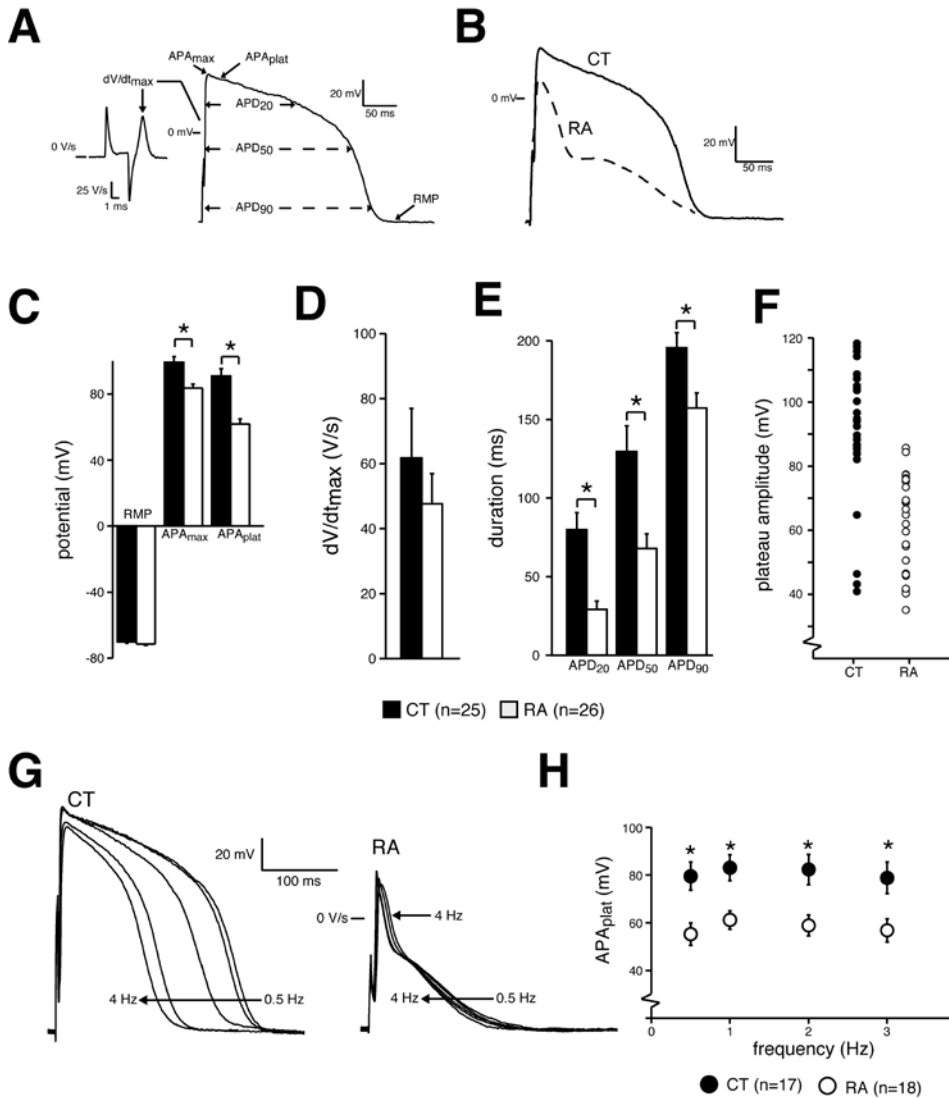 A
APAmax
APAplat
dV/dtmax
APD20
20 mV
50 ms
0 mV
0 V/s
APD50
25 V/s
1 ms
APD90
RMP
B
CT
0 mV
RA
20 mV
50 ms
C
potential (mV)
80
40
0
-40
-80
RMP
APAmax
APAplat
*
*
D
dV/dtmax (V/s)
100
80
60
40
20
0
E
duration (ms)
200
150
100
50
0
*
*
*
APD20
APD50
APD90
F
plateau amplitude (mV)
120
100
80
60
40
CT
RA
CT (n=25)
RA (n=26)
G
CT
20 mV
100 ms
4 Hz
0.5 Hz
RA
0 V/s
4 Hz
4 Hz
0.5 Hz
H
APAplat (mV)
100
80
60
40
* * * *
0 1 2 3
frequency (Hz)
CT (n=17)
RA (n=18)